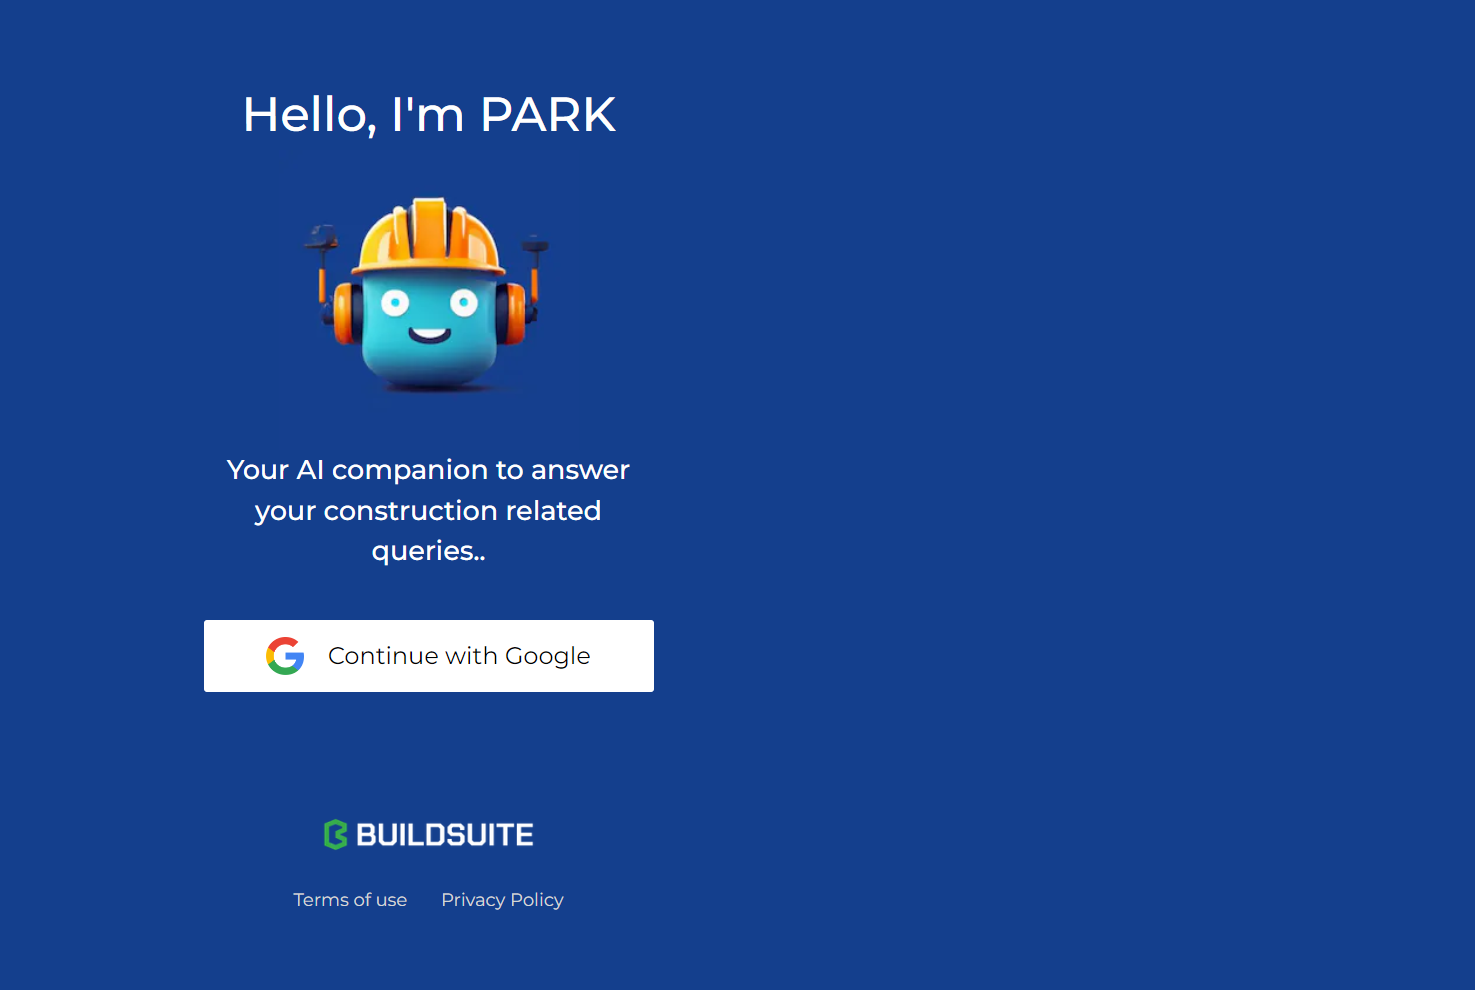 Hello, I'm PARK
Your AI companion to answer
your construction related
queries..
Continue with Google
BUILDSUITE
Terms of use
Privacy Policy